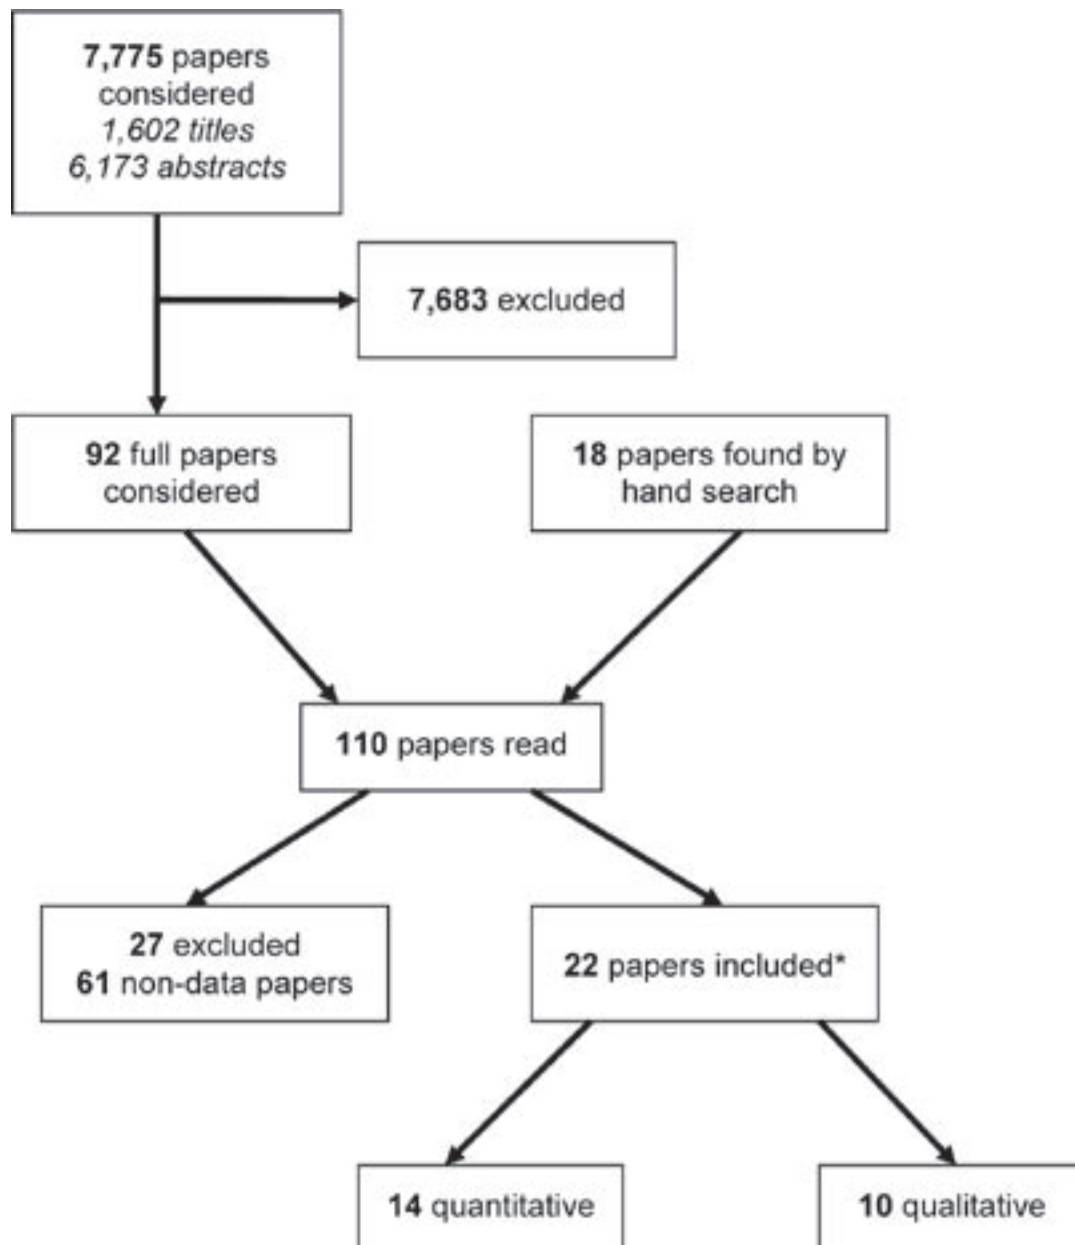 7,775 papers
considered
1,602 titles
6,173 abstracts
7,683 excluded
92 full papers
considered
18 papers found by
hand search
110 papers read
27 excluded
61 non-data papers
22 papers included*
14 quantitative
10 qualitative